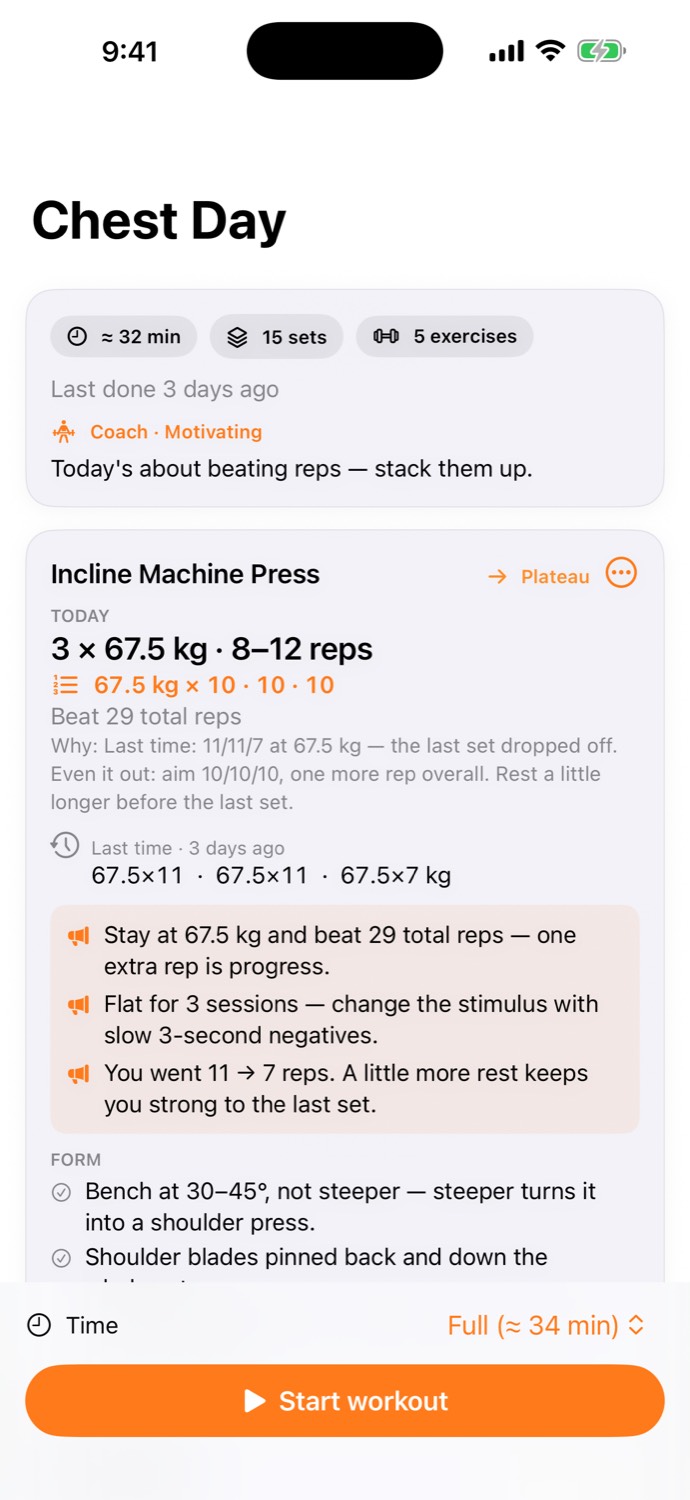 9:41
Chest Day
≈ 32 min 15 sets 5 exercises
Last done 3 days ago
Coach · Motivating
Today's about beating reps — stack them up.
Incline Machine Press → Plateau
TODAY
3 × 67.5 kg · 8–12 reps
67.5 kg × 10 · 10 · 10
Beat 29 total reps
Why: Last time: 11/11/7 at 67.5 kg — the last set dropped off.
Even it out: aim 10/10/10, one more rep overall. Rest a little
longer before the last set.
Last time · 3 days ago
67.5×11 · 67.5×11 · 67.5×7 kg
Stay at 67.5 kg and beat 29 total reps — one
extra rep is progress.
Flat for 3 sessions — change the stimulus with
slow 3-second negatives.
You went 11 → 7 reps. A little more rest keeps
you strong to the last set.
FORM
Bench at 30–45°, not steeper — steeper turns it
into a shoulder press.
Shoulder blades pinned back and down the
Time Full (≈ 34 min)
Start workout